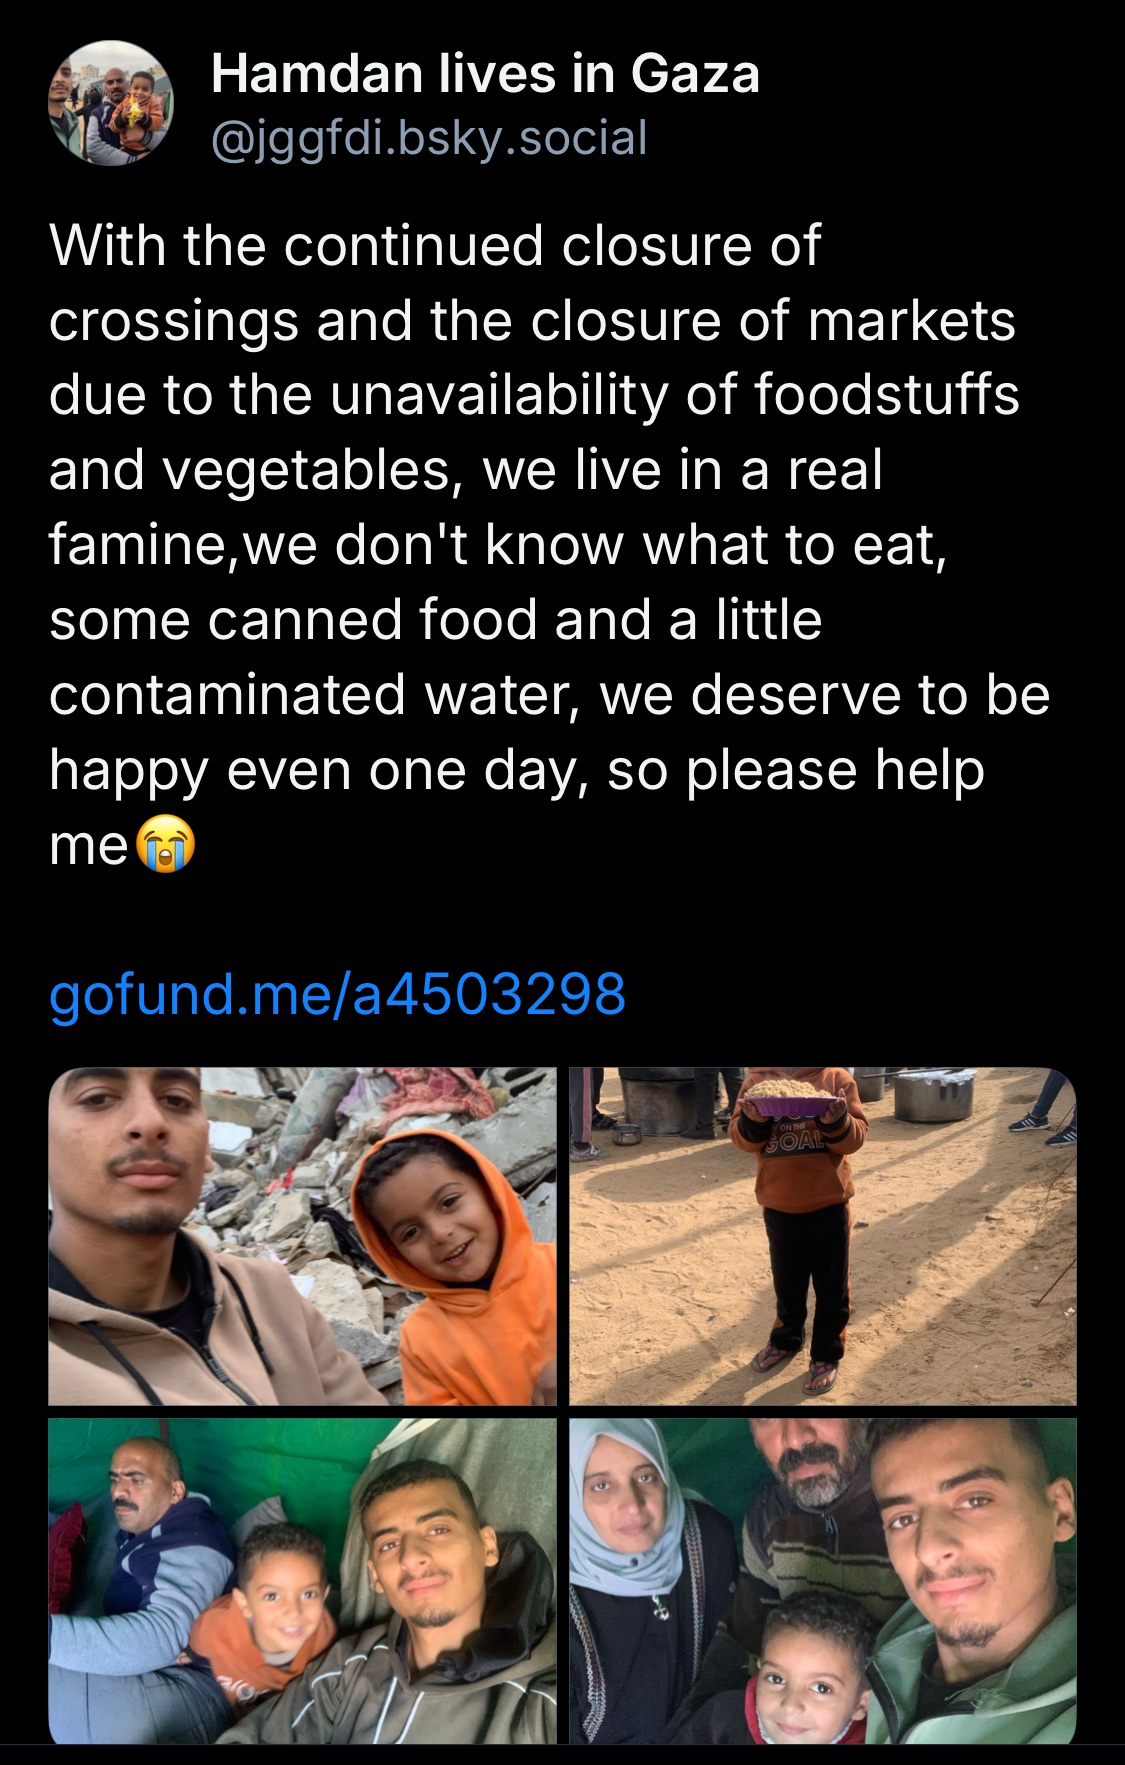 Hamdan lives in Gaza
@jggfdi.bsky.social
With the continued closure of
crossings and the closure of markets
due to the unavailability of foodstuffs
and vegetables, we live in a real
famine,we don't know what to eat,
some canned food and a little
contaminated water, we deserve to be
happy even one day, so please help
me😭
gofund.me/a4503298
ON THE
GOAL